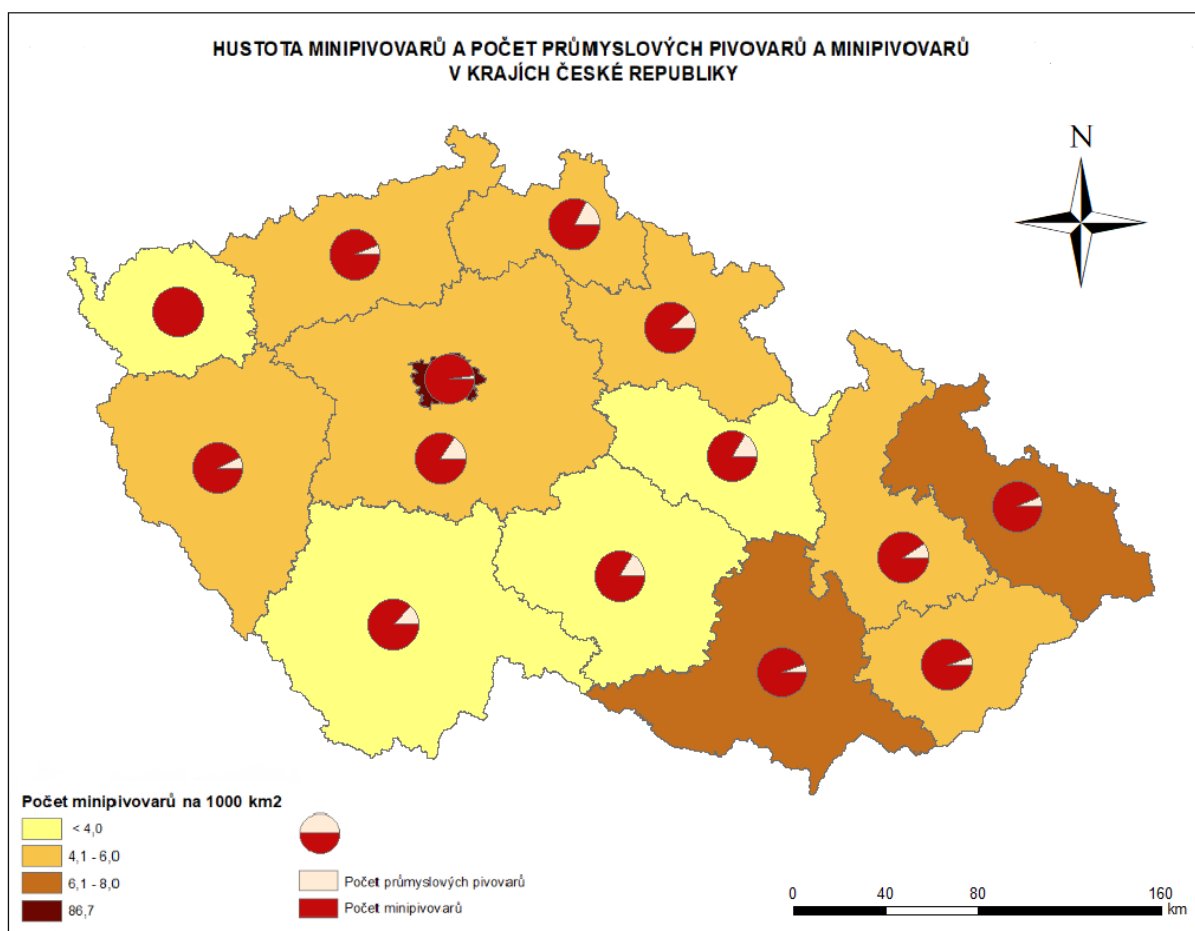 HUSTOTA MINIPIVOVARŮ A POČET PRŮMYSLOVÝCH PIVOVARŮ A MINIPIVOVARŮ
V KRAJÍCH ČESKÉ REPUBLIKY
N
Počet minipivovarů na 1000 km2
< 4,0
4,1 - 6,0
6,1 - 8,0
86,7
Počet průmyslových pivovarů
Počet minipivovarů
0 40 80 160
km